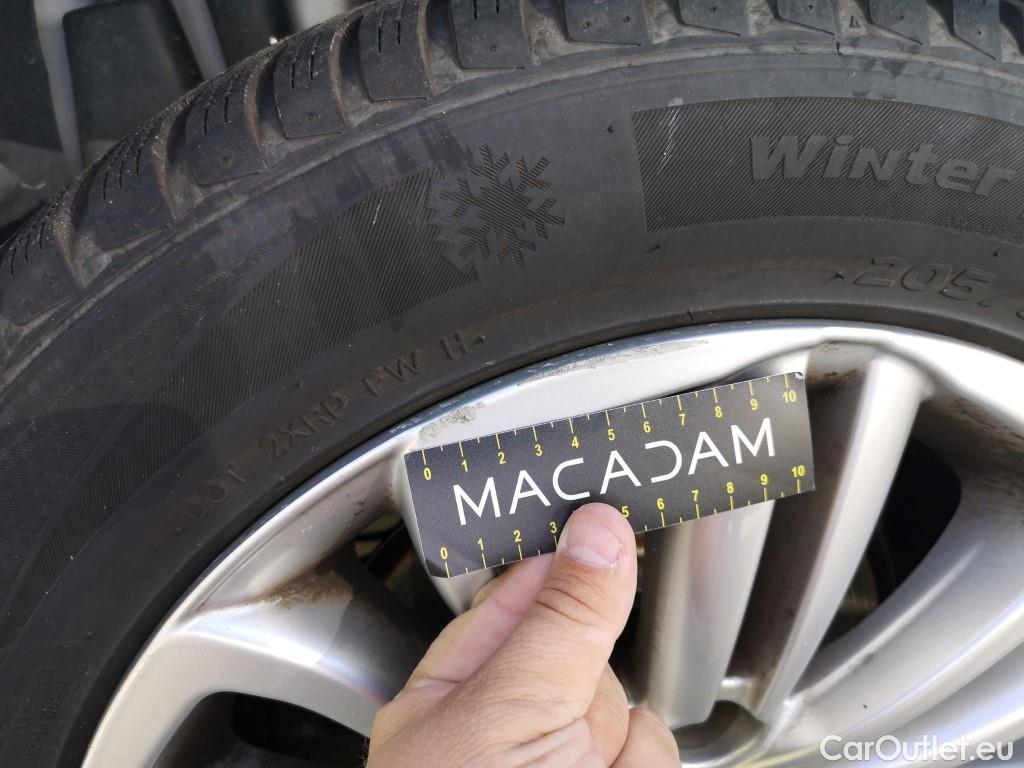 Winter
205/
DOT 2XRP FW H
0 1 2 3 4 5 6 7 8 9 10
MACADAM
0 1 2 3 5 6 7 8 9 10
CarOutlet.eu